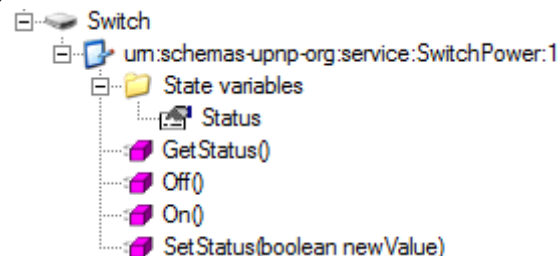 Switch
urn:schemas-upnp-org:service:SwitchPower:1
State variables
Status
GetStatus()
Off()
On()
SetStatus(boolean newValue)